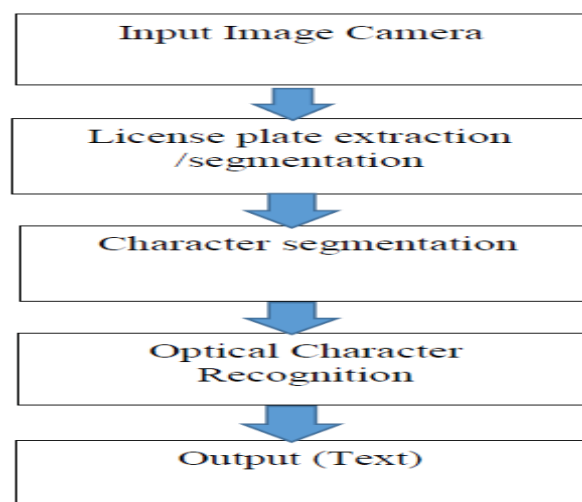 Input Image Camera
License plate extraction
/segmentation
Character segmentation
Optical Character
Recognition
Output (Text)